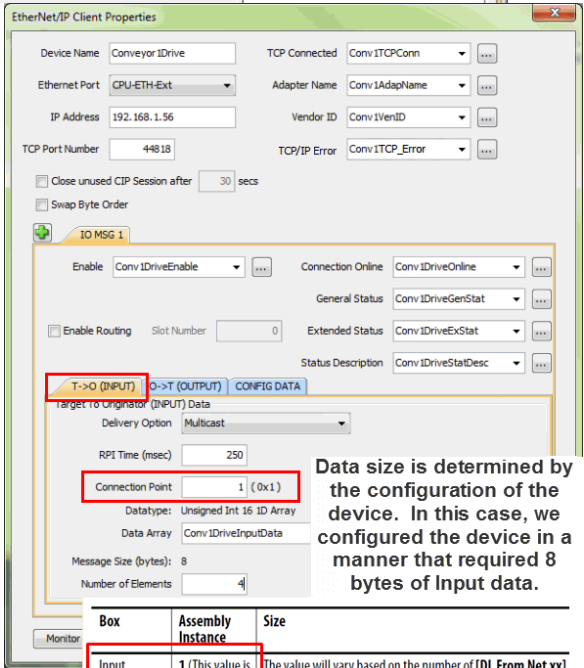 EtherNet/IP Client Properties
Device Name Conveyor1Drive TCP Connected Conv1TCPConn ...
Ethernet Port CPU-ETH-Ext Adapter Name Conv1AdapName ...
IP Address 192.168.1.56 Vendor ID Conv1VenID ...
TCP Port Number 44818 TCP/IP Error Conv1TCP_Error ...
Close unused CIP Session after 30 secs
Swap Byte Order
IO MSG 1
Enable Conv1DriveEnable ... Connection Online Conv1DriveOnline ...
General Status Conv1DriveGenStat ...
Enable Routing Slot Number 0 Extended Status Conv1DriveExStat ...
Status Description Conv1DriveStatDesc ...
T->O (INPUT) O->T (OUTPUT) CONFIG DATA
Target To Originator (INPUT) Data
Delivery Option Multicast
RPI Time (msec) 250
Connection Point 1 (0x1)
Datatype: Unsigned Int 16 1D Array
Data Array Conv1DriveInputData
Message Size (bytes): 8
Number of Elements 4
Data size is determined by
the configuration of the
device. In this case, we
configured the device in a
manner that required 8
bytes of Input data.
Monitor
Box Assembly Instance Size
Input 1 (This value is The value will vary based on the number of [DL From Net xx]